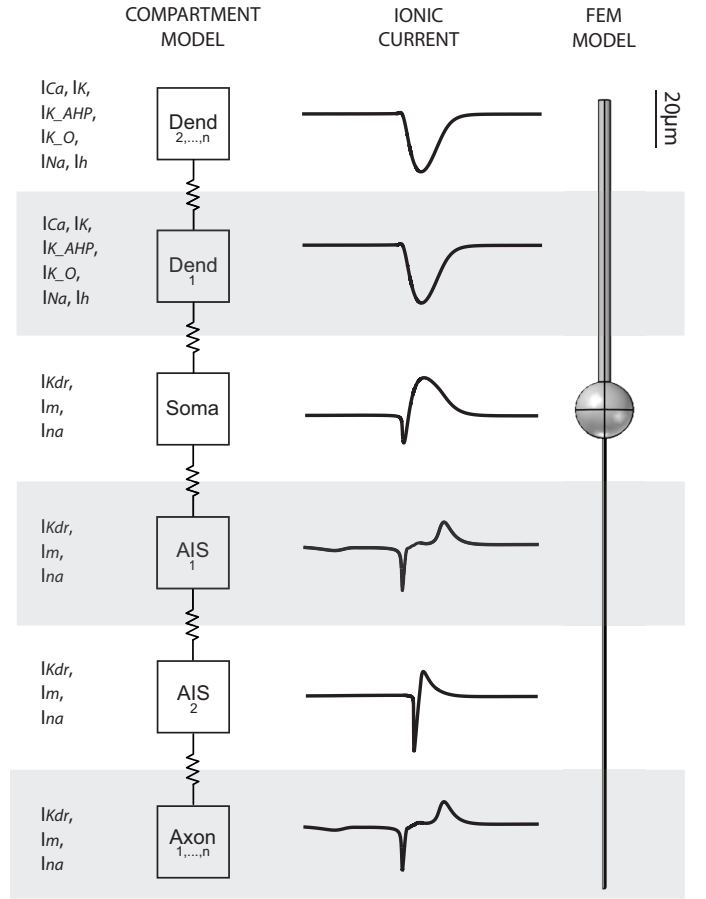 COMPARTMENT MODEL
IONIC CURRENT
FEM MODEL
20µm
ICa, IK,
IK_AHP,
IK_O,
INa, Ih
Dend
2,...,n
ICa, IK,
IK_AHP,
IK_O,
INa, Ih
Dend
1
IKdr,
Im,
Ina
Soma
IKdr,
Im,
Ina
AIS
1
IKdr,
Im,
Ina
AIS
2
IKdr,
Im,
Ina
Axon
1,...,n